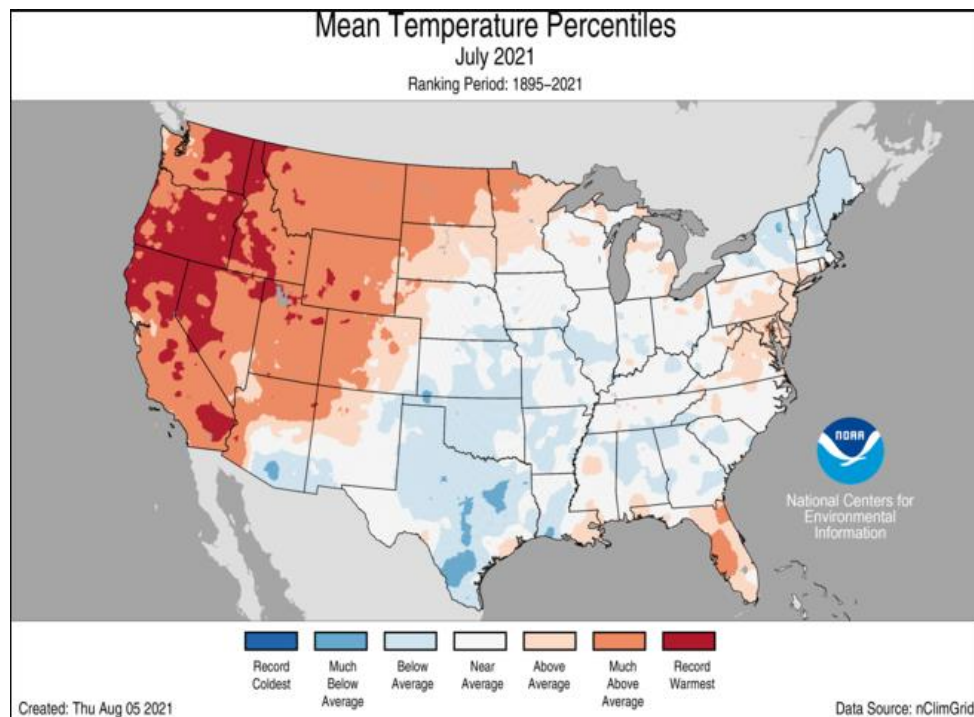 Mean Temperature Percentiles
July 2021
Ranking Period: 1895–2021
NOAA
National Centers for
Environmental
Information
Record
Coldest
Much
Below
Average
Below
Average
Near
Average
Above
Average
Much
Above
Average
Record
Warmest
Created: Thu Aug 05 2021
Data Source: nClimGrid